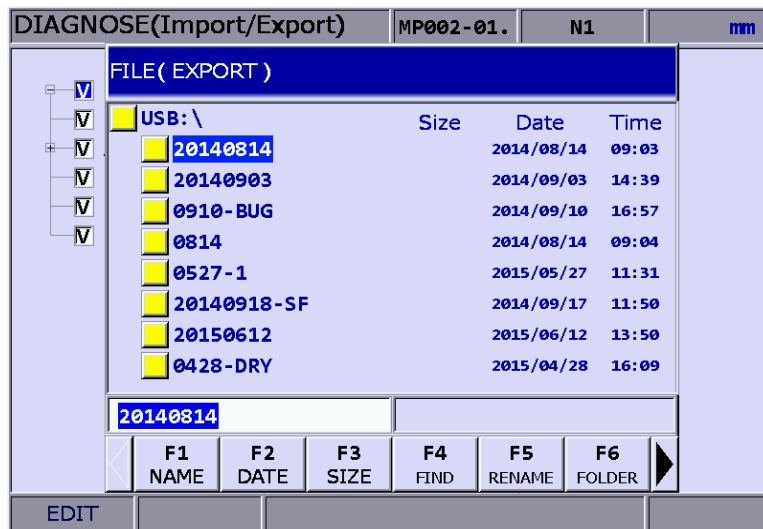 DIAGNOSE(Import/Export) MP002-01. N1 mm
FILE( EXPORT )
V
V
V
V
V
V
USB:\ Size Date Time
20140814 2014/08/14 09:03
20140903 2014/09/03 14:39
0910-BUG 2014/09/10 16:57
0814 2014/08/14 09:04
0527-1 2015/05/27 11:31
20140918-SF 2014/09/17 11:50
20150612 2015/06/12 13:50
0428-DRY 2015/04/28 16:09
20140814
F1 F2 F3 F4 F5 F6
NAME DATE SIZE FIND RENAME FOLDER
EDIT